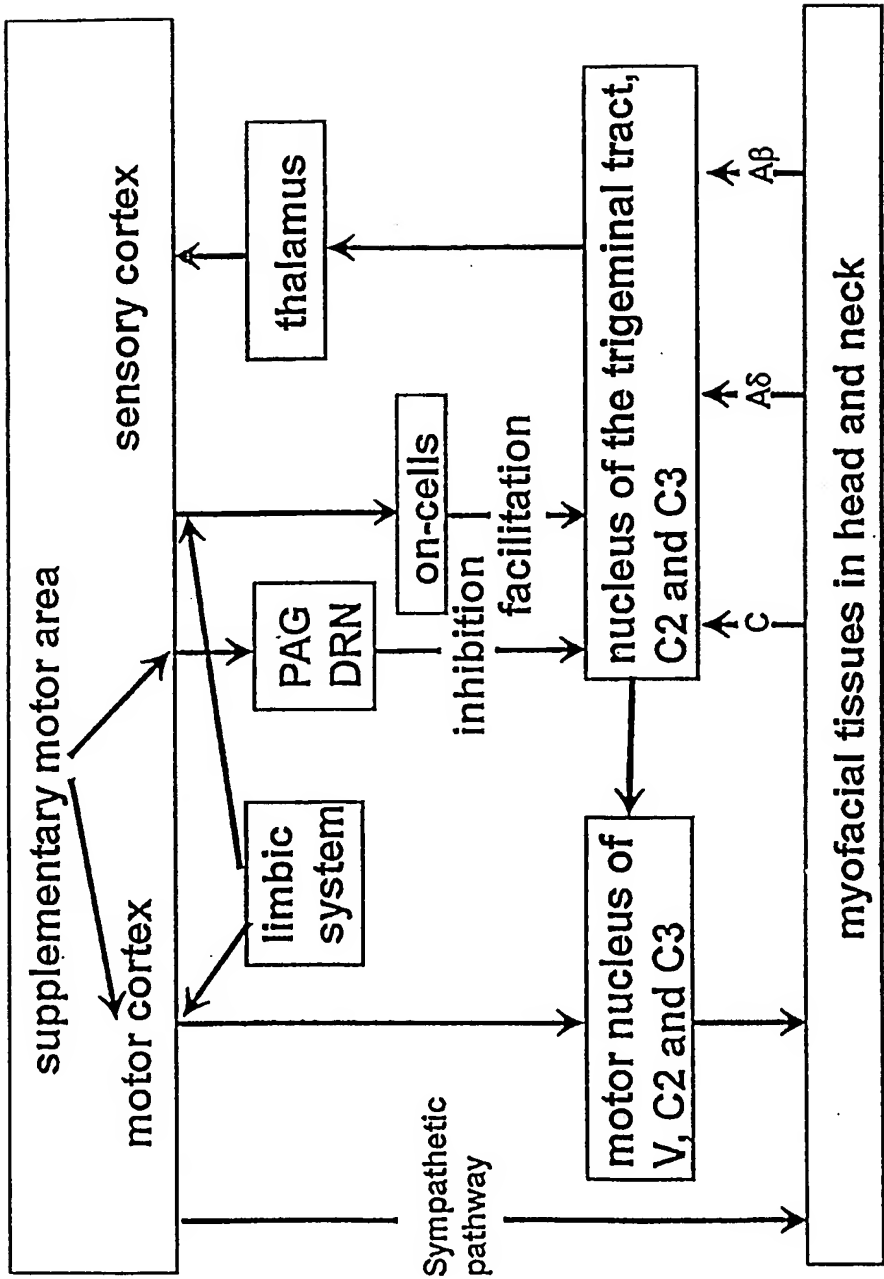 supplementary motor area
motor cortex
sensory cortex
limbic
system
PAG
DRN
on-cells
thalamus
inhibition
facilitation
Sympathetic
pathway
motor nucleus of
V, C2 and C3
nucleus of the trigeminal tract,
C2 and C3
C
Aδ
Aβ
myofacial tissues in head and neck